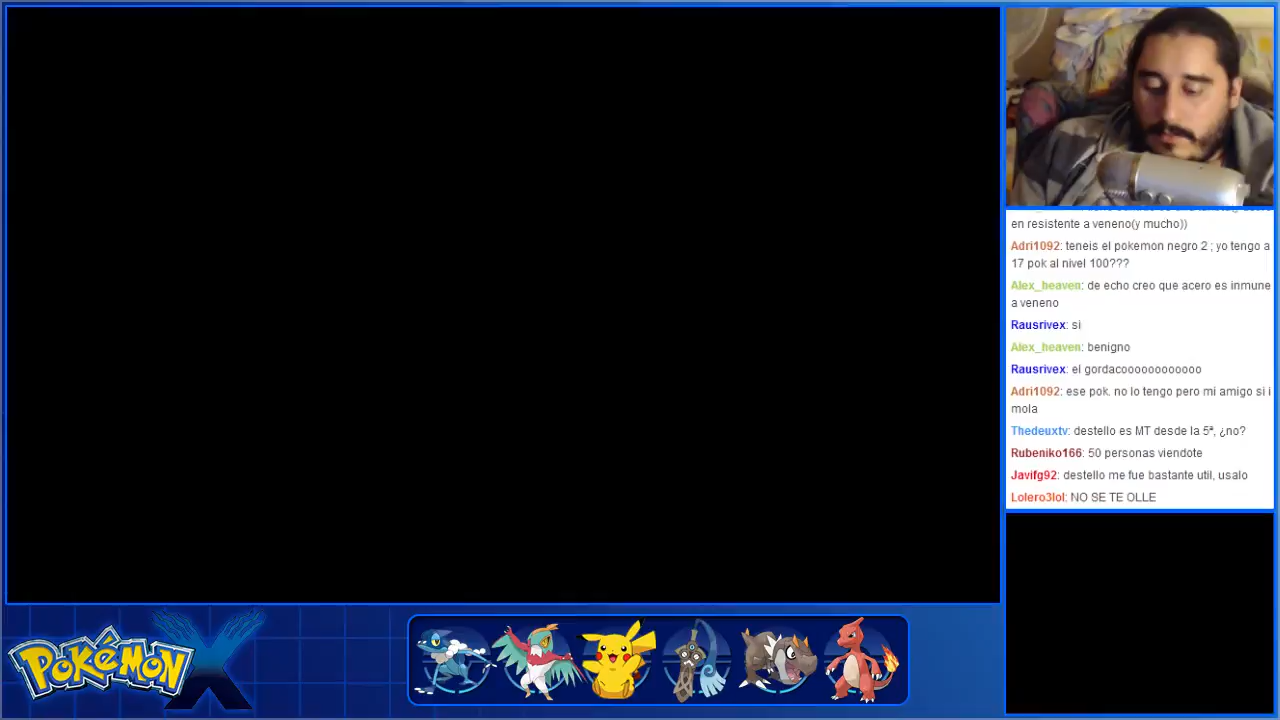 en resistente a veneno(y mucho))
Adri1092: teneis el pokemon negro 2 ; yo tengo a
17 pok al nivel 100???
Alex_heaven: de echo creo que acero es inmune
a veneno
Rausrivex: si
Alex_heaven: benigno
Rausrivex: el gordacoooooooooooo
Adri1092: ese pok. no lo tengo pero mi amigo si i
mola
Thedeuxtv: destello es MT desde la 5ª, ¿no?
Rubeniko166: 50 personas viendote
Javifg92: destello me fue bastante util, usalo
Lolero3lol: NO SE TE OLLE
POKéMON X